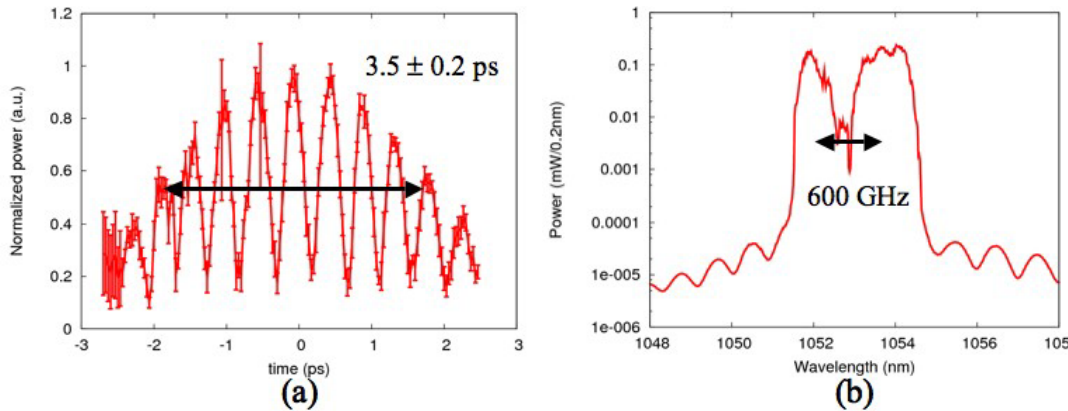 1.2
1
0.8
0.6
0.4
0.2
0
Normalized power (a.u.)
3.5 ± 0.2 ps
-3
-2
-1
0
1
2
3
time (ps)
(a)
1
0.1
0.01
0.001
0.0001
1e-005
1e-006
Power (mW/0.2nm)
600 GHz
1048
1050
1052
1054
1056
105
Wavelength (nm)
(b)